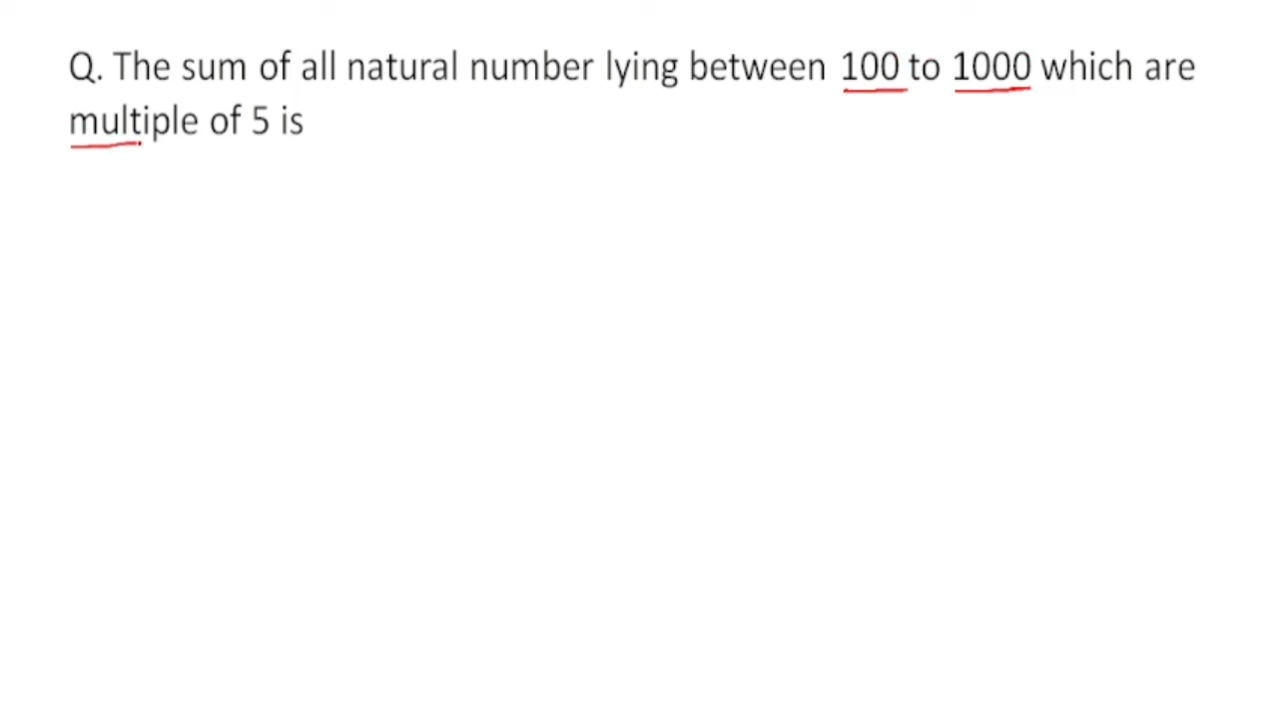 Q. The sum of all natural number lying between 100 to 1000 which are
multiple of 5 is